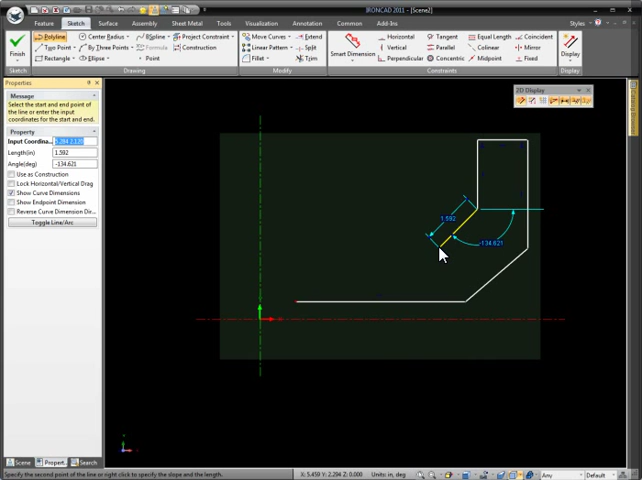 IRONCAD 2011 - [Scene2]
Feature Sketch Surface Assembly Sheet Metal Tools Visualization Annotation Common Add-Ins Styles
Polyline Center Radius BSpline Project Constraint Move Curves Extend Horizontal Tangent Equal Length Coincident
Finish Two Point By Three Points Formula Construction Linear Pattern Split Smart Dimension Vertical Parallel Colinear Mirror Display
Rectangle Ellipse Point Fillet Trim Perpendicular Concentric Fixed
Sketch Drawing Modify Constraints Display
Properties
Message
Select the start and end point of the line or enter the input coordinates for the start and end.
2D Display
Property
Input Coordina...
Length(in) 1.592
Angle(deg) -134.621
Use as Construction
Lock Horizontal/Vertical Drag
Show Curve Dimensions
Show Endpoint Dimension
Reverse Curve Dimension Dir...
Toggle Line/Arc
1.592
-134.621
Scene Propert... Search
Specify the second point of the line or right click to specify the slope and the length.
X: 5.459 Y: 2.294 Z: 0.000 Units: in, deg Any Default